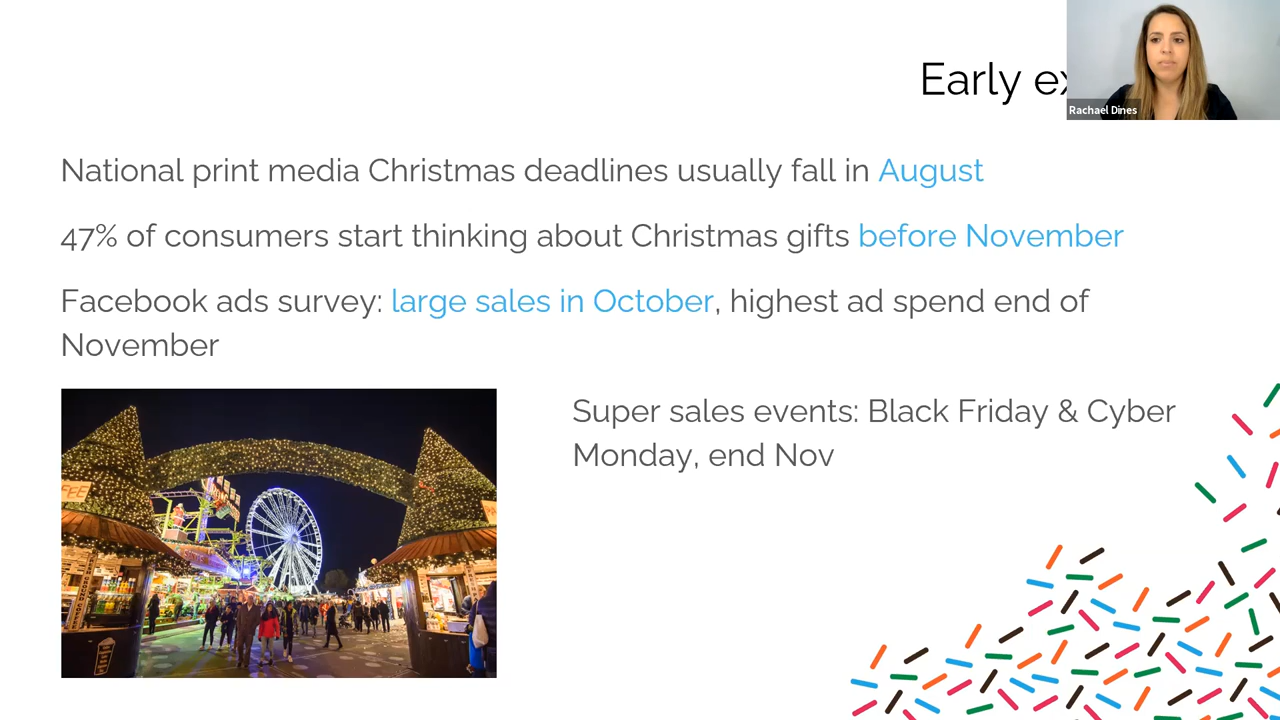 Early
Rachael Dines
National print media Christmas deadlines usually fall in August
47% of consumers start thinking about Christmas gifts before November
Facebook ads survey: large sales in October, highest ad spend end of
November
Super sales events: Black Friday & Cyber
Monday, end Nov